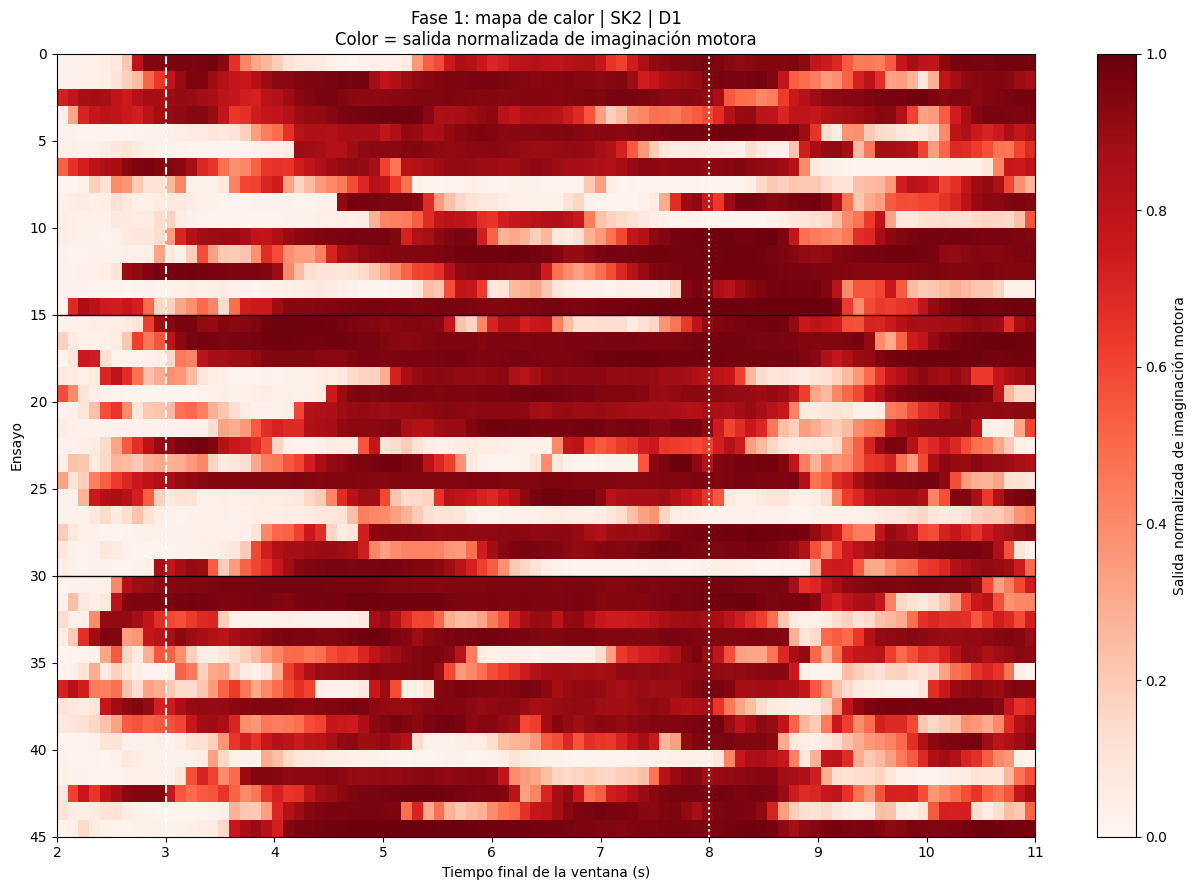 Fase 1: mapa de calor | SK2 | D1
Color = salida normalizada de imaginación motora
0
5
10
15
20
25
30
35
40
45
Ensayo
2 3 4 5 6 7 8 9 10 11
Tiempo final de la ventana (s)
1.0
0.8
0.6
0.4
0.2
0.0
Salida normalizada de imaginación motora